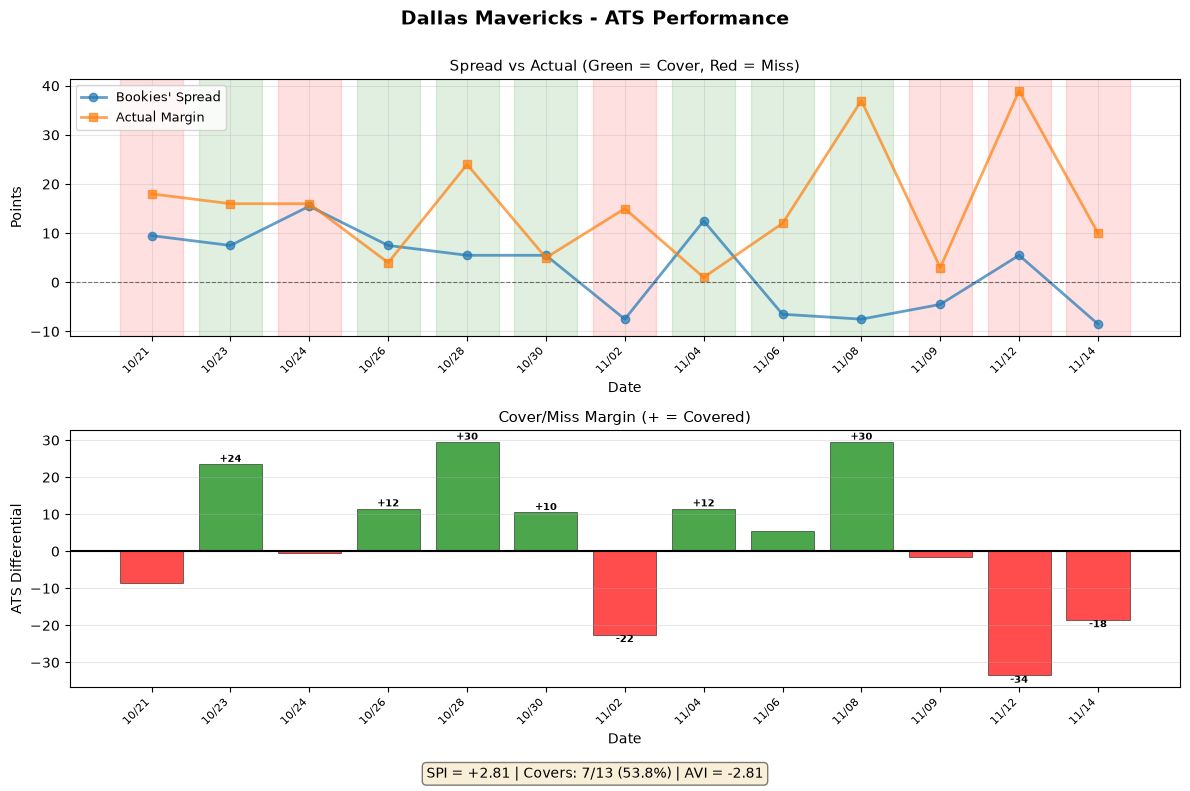 Dallas Mavericks - ATS Performance
Spread vs Actual (Green = Cover, Red = Miss)
Bookies' Spread
Actual Margin
Points
40
30
20
10
0
−10
10/21 10/23 10/24 10/26 10/28 10/30 11/02 11/04 11/06 11/08 11/09 11/12 11/14
Date
Cover/Miss Margin (+ = Covered)
ATS Differential
30
20
10
0
−10
−20
−30
+24
+12
+30
+10
-22
+12
+30
-34
-18
10/21 10/23 10/24 10/26 10/28 10/30 11/02 11/04 11/06 11/08 11/09 11/12 11/14
Date
SPI = +2.81 | Covers: 7/13 (53.8%) | AVI = -2.81